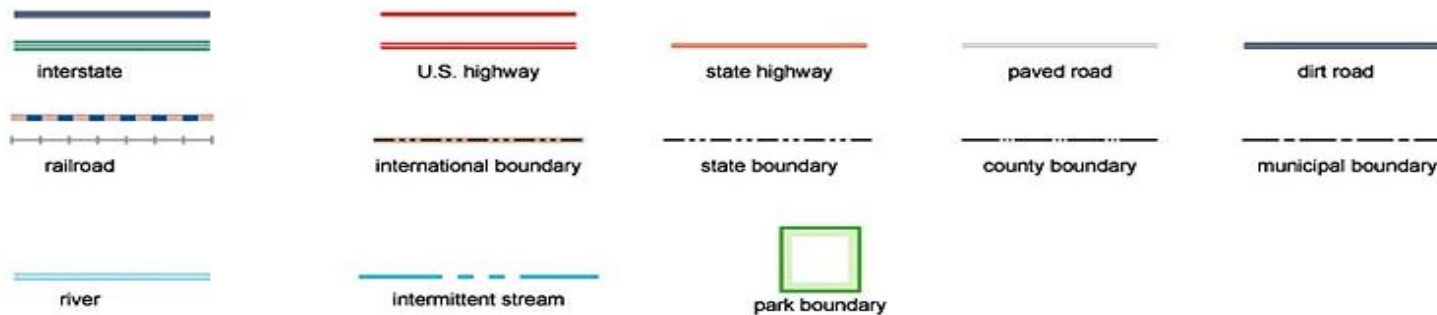 interstate
U.S. highway
state highway
paved road
dirt road
railroad
international boundary
state boundary
county boundary
municipal boundary
river
intermittent stream
park boundary